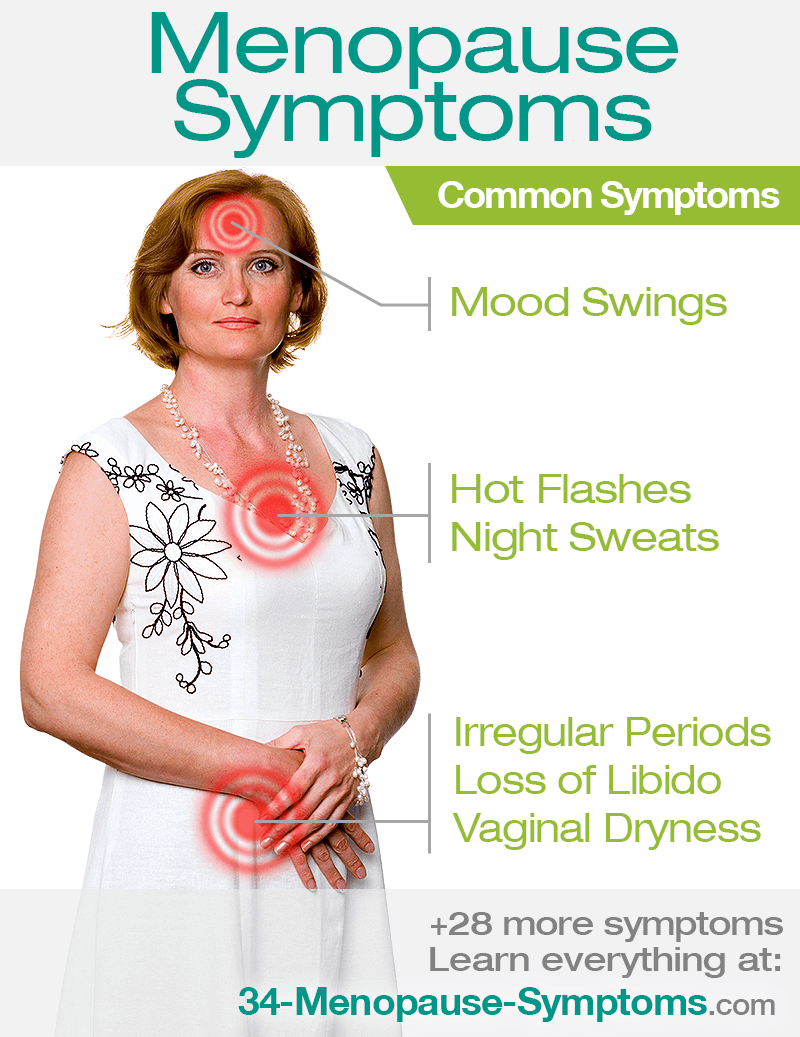 Menopause
Symptoms
Common Symptoms
Mood Swings
Hot Flashes
Night Sweats
Irregular Periods
Loss of Libido
Vaginal Dryness
+28 more symptoms
Learn everything at:
34-Menopause-Symptoms.com